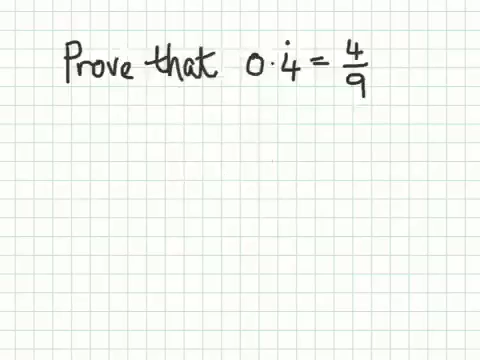 Prove that 0·4̇ = 4/9